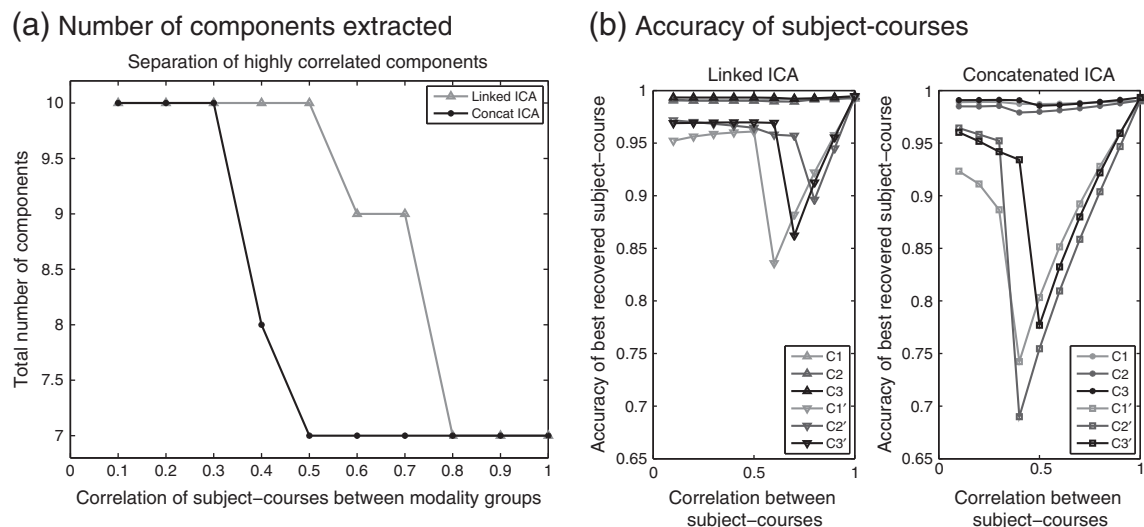 (a) Number of components extracted
Separation of highly correlated components
Total number of components
10
9.5
9
8.5
8
7.5
7
0 0.1 0.2 0.3 0.4 0.5 0.6 0.7 0.8 0.9 1
Correlation of subject-courses between modality groups
Linked ICA
Concat ICA
(b) Accuracy of subject-courses
Linked ICA
Accuracy of best recovered subject-course
1
0.95
0.9
0.85
0.8
0.75
0.7
0.65
0 0.5 1
Correlation between
subject-courses
C1
C2
C3
C1′
C2′
C3′
Concatenated ICA
Accuracy of best recovered subject-course
1
0.95
0.9
0.85
0.8
0.75
0.7
0.65
0 0.5 1
Correlation between
subject-courses
C1
C2
C3
C1′
C2′
C3′